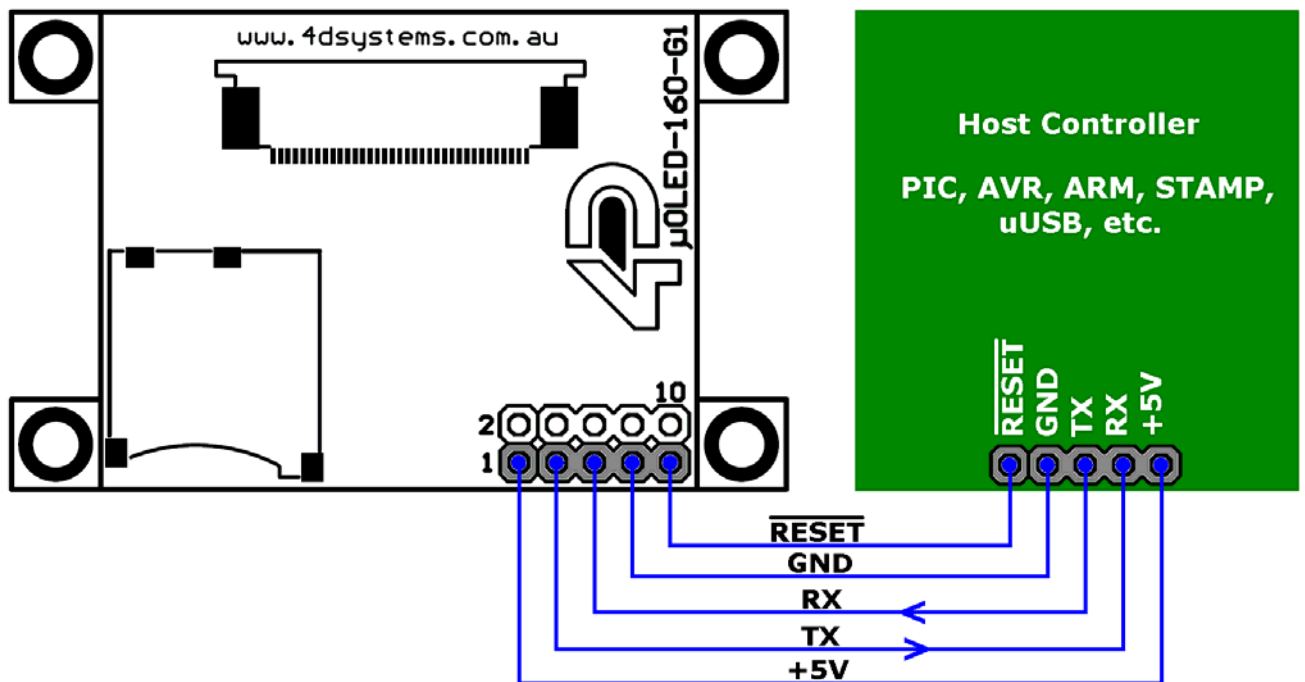 www.4dsystems.com.au
µOLED-160-G1
4D
10
2
1
Host Controller
PIC, AVR, ARM, STAMP,
uUSB, etc.
RESET
GND
TX
RX
+5V
RESET
GND
RX
TX
+5V